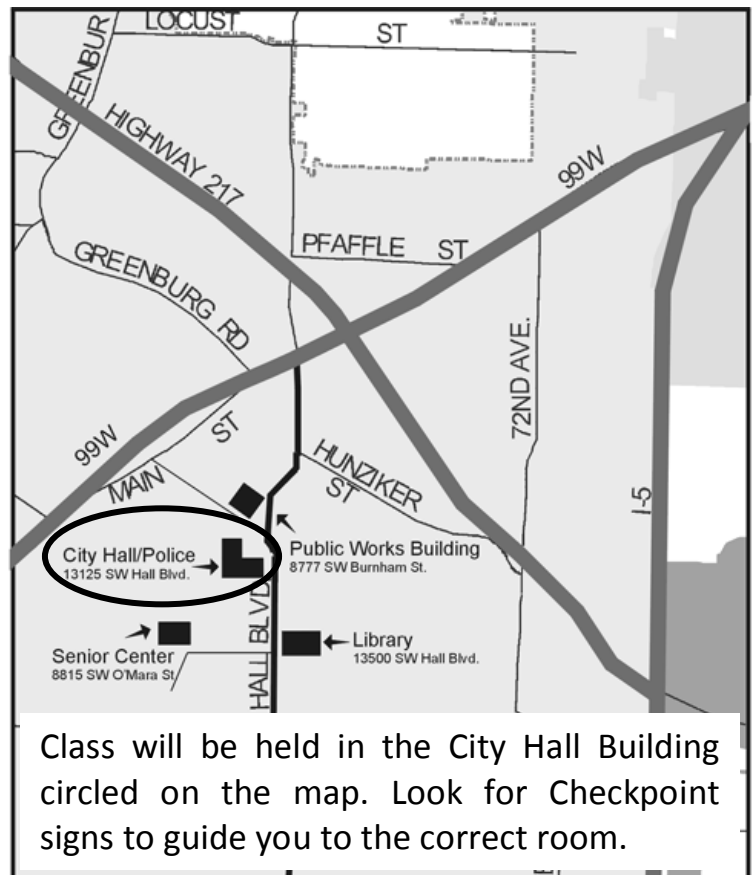 LOCUST
ST
GREENBUR
HIGHWAY 217
99W
GREENBURG RD
PFAFFLE ST
72ND AVE.
99W
MAIN
ST
HUNZIKER
ST
I-5
City Hall/Police
13125 SW Hall Blvd.
Public Works Building
8777 SW Burnham St.
HALL BLVD
Library
13500 SW Hall Blvd.
Senior Center
8815 SW O'Mara St.
Class will be held in the City Hall Building
circled on the map. Look for Checkpoint
signs to guide you to the correct room.